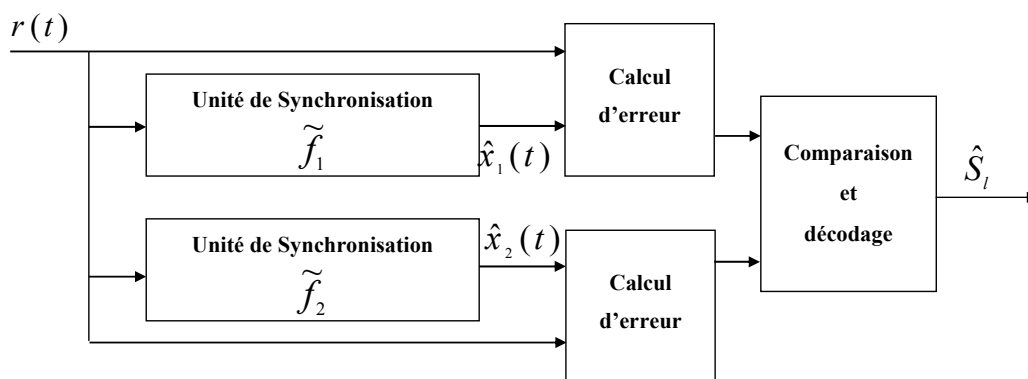 r(t)
Calcul
d'erreur
Unité de Synchronisation
f̃₁
x̂₁(t)
Comparaison
et
décodage
Ŝₗ
Unité de Synchronisation
f̃₂
x̂₂(t)
Calcul
d'erreur